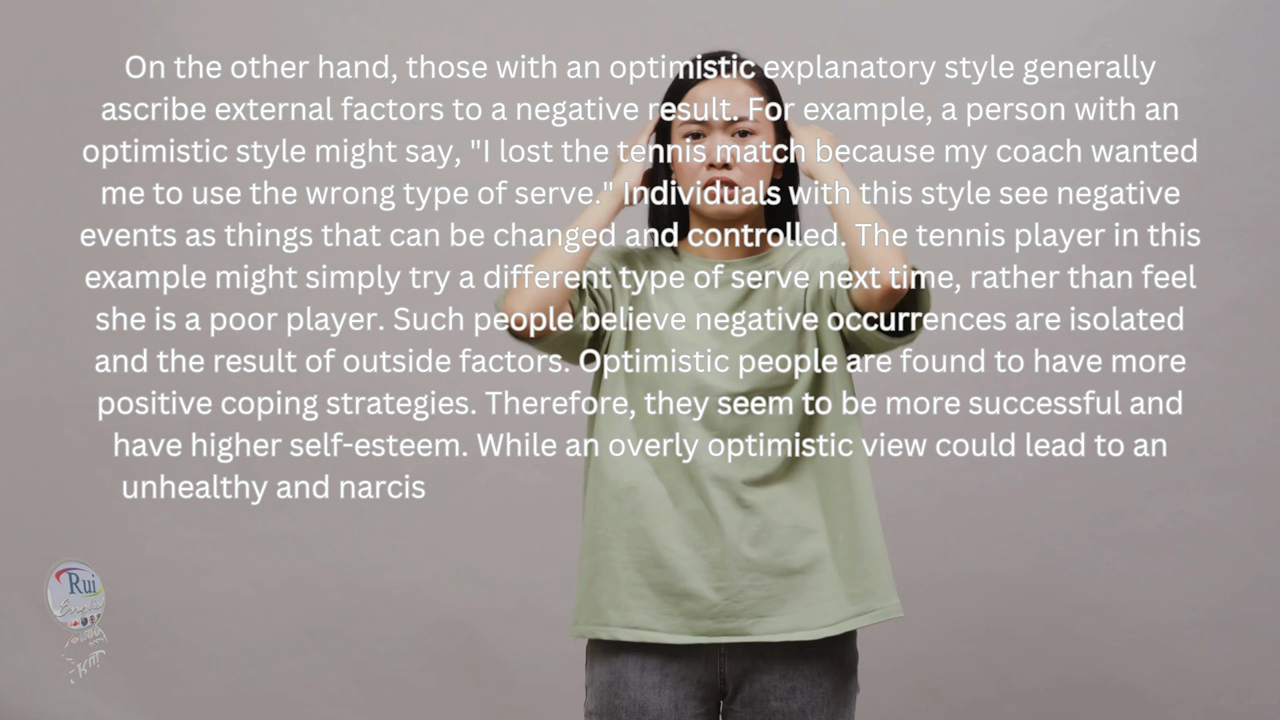 On the other hand, those with an optimistic explanatory style generally
ascribe external factors to a negative result. For example, a person with an
optimistic style might say, "I lost the tennis match because my coach wanted
me to use the wrong type of serve." Individuals with this style see negative
events as things that can be changed and controlled. The tennis player in this
example might simply try a different type of serve next time, rather than feel
she is a poor player. Such people believe negative occurrences are isolated
and the result of outside factors. Optimistic people are found to have more
positive coping strategies. Therefore, they seem to be more successful and
have higher self-esteem. While an overly optimistic view could lead to an
unhealthy and narcis
Rui